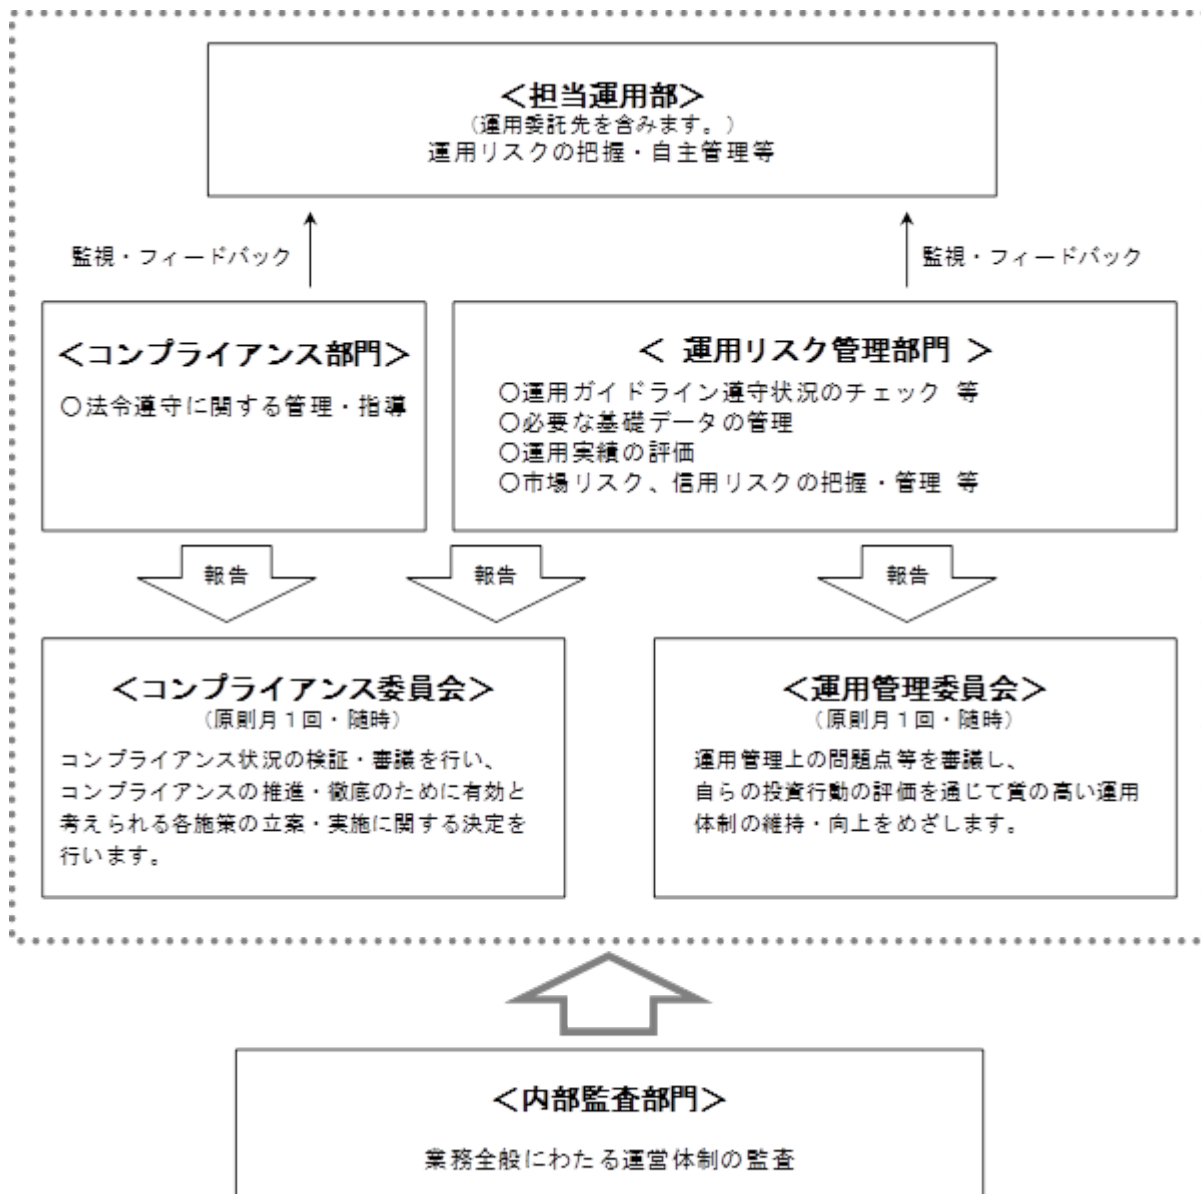 ＜担当運用部＞
（運用委託先を含みます。）
運用リスクの把握・自主管理等
監視・フィードバック
監視・フィードバック
＜コンプライアンス部門＞
○法令遵守に関する管理・指導
＜ 運用リスク管理部門 ＞
○運用ガイドライン遵守状況のチェック 等
○必要な基礎データの管理
○運用実績の評価
○市場リスク、信用リスクの把握・管理 等
報告
報告
報告
＜コンプライアンス委員会＞
（原則月１回・随時）
コンプライアンス状況の検証・審議を行い、
コンプライアンスの推進・徹底のために有効と
考えられる各施策の立案・実施に関する決定を
行います。
＜運用管理委員会＞
（原則月１回・随時）
運用管理上の問題点等を審議し、
自らの投資行動の評価を通じて質の高い運用
体制の維持・向上をめざします。
＜内部監査部門＞
業務全般にわたる運営体制の監査